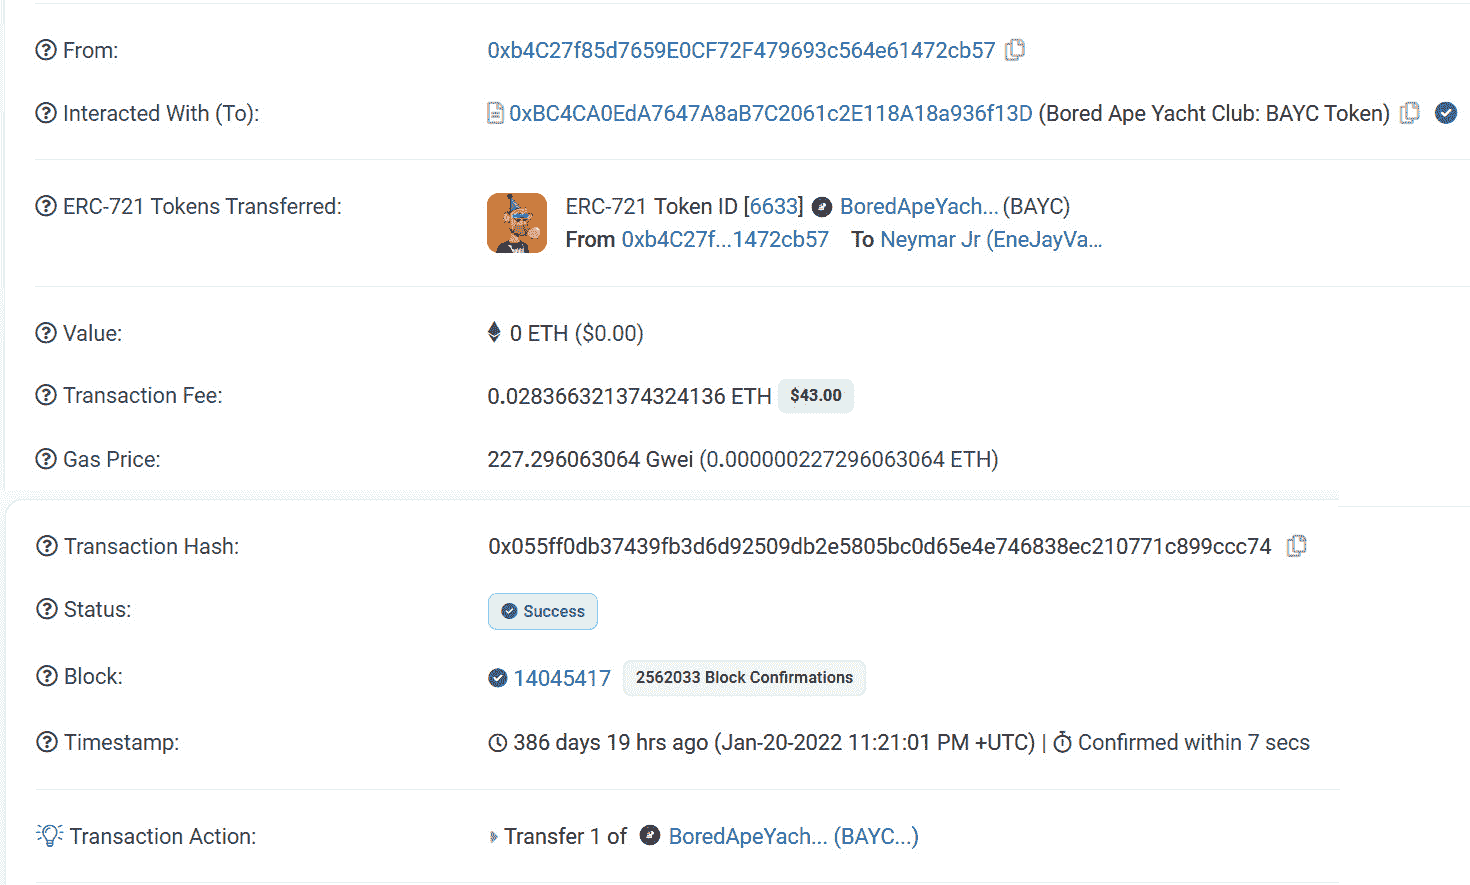 From: 0xb4C27f85d7659E0CF72F479693c564e61472cb57
Interacted With (To): 0xBC4CA0EdA7647A8aB7C2061c2E118A18a936f13D (Bored Ape Yacht Club: BAYC Token)
ERC-721 Tokens Transferred: ERC-721 Token ID [6633] BoredApeYach... (BAYC)
From 0xb4C27f...1472cb57 To Neymar Jr (EneJayVa...
Value: 0 ETH ($0.00)
Transaction Fee: 0.028366321374324136 ETH $43.00
Gas Price: 227.296063064 Gwei (0.000000227296063064 ETH)
Transaction Hash: 0x055ff0db37439fb3d6d92509db2e5805bc0d65e4e746838ec210771c899ccc74
Status: Success
Block: 14045417 2562033 Block Confirmations
Timestamp: 386 days 19 hrs ago (Jan-20-2022 11:21:01 PM +UTC) | Confirmed within 7 secs
Transaction Action: Transfer 1 of BoredApeYach... (BAYC...)